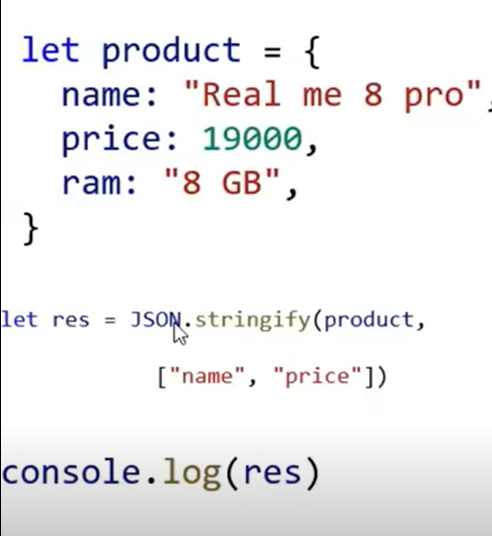 let product = {
name: "Real me 8 pro",
price: 19000,
ram: "8 GB",
}
let res = JSON.stringify(product,
["name", "price"])
console.log(res)